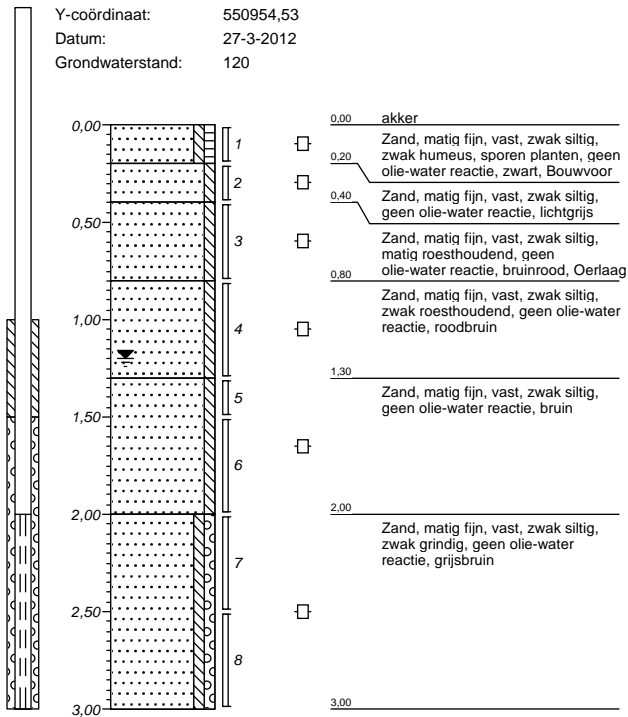 Y-coördinaat: 550954,53
Datum: 27-3-2012
Grondwaterstand: 120
0,00
0,50
1,00
1,50
2,00
2,50
3,00
1
2
3
4
5
6
7
8
0,00 akker
Zand, matig fijn, vast, zwak siltig,
zwak humeus, sporen planten, geen
olie-water reactie, zwart, Bouwvoor
0,20
Zand, matig fijn, vast, zwak siltig,
geen olie-water reactie, lichtgrijs
0,40
Zand, matig fijn, vast, zwak siltig,
matig roesthoudend, geen
olie-water reactie, bruinrood, Oerlaag
0,80
Zand, matig fijn, vast, zwak siltig,
zwak roesthoudend, geen olie-water
reactie, roodbruin
1,30
Zand, matig fijn, vast, zwak siltig,
geen olie-water reactie, bruin
2,00
Zand, matig fijn, vast, zwak siltig,
zwak grindig, geen olie-water
reactie, grijsbruin
3,00